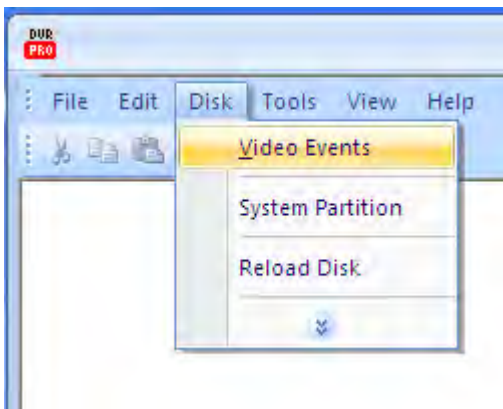 DVR
PRO
File Edit Disk Tools View Help
Video Events
System Partition
Reload Disk